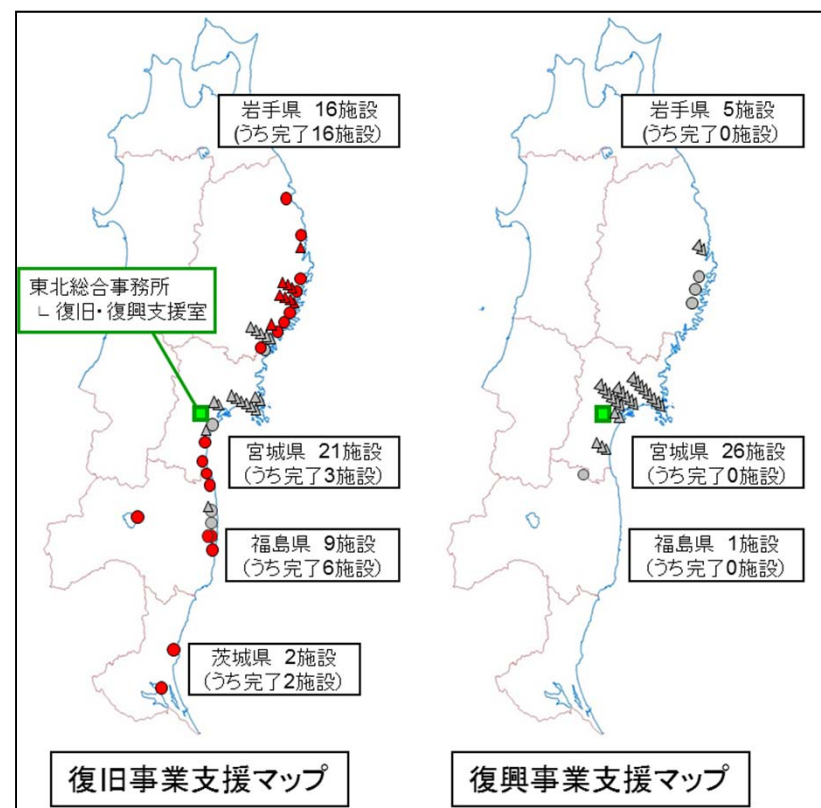 岩手県 16施設
(うち完了16施設)
東北総合事務所
└ 復旧・復興支援室
宮城県 21施設
(うち完了3施設)
福島県 9施設
(うち完了6施設)
茨城県 2施設
(うち完了2施設)
復旧事業支援マップ
岩手県 5施設
(うち完了0施設)
宮城県 26施設
(うち完了0施設)
福島県 1施設
(うち完了0施設)
復興事業支援マップ